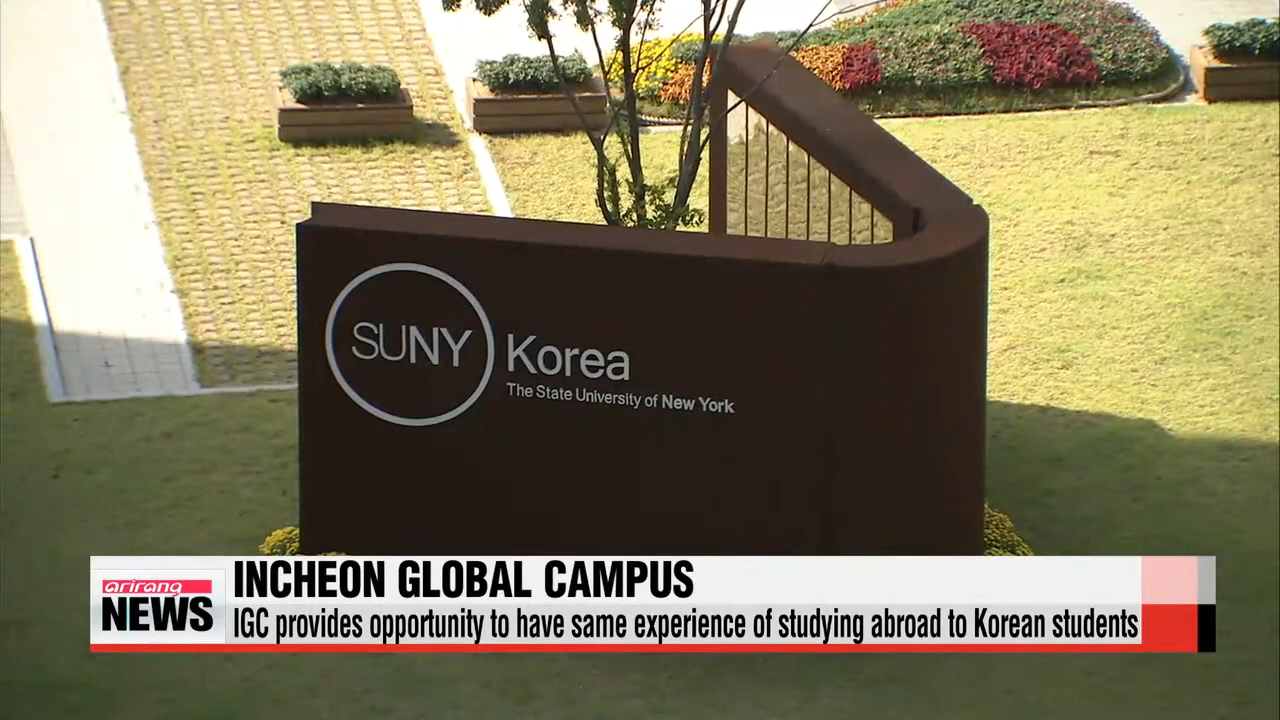 SUNY Korea
The State University of New York
arirang INCHEON GLOBAL CAMPUS
NEWS IGC provides opportunity to have same experience of studying abroad to Korean students